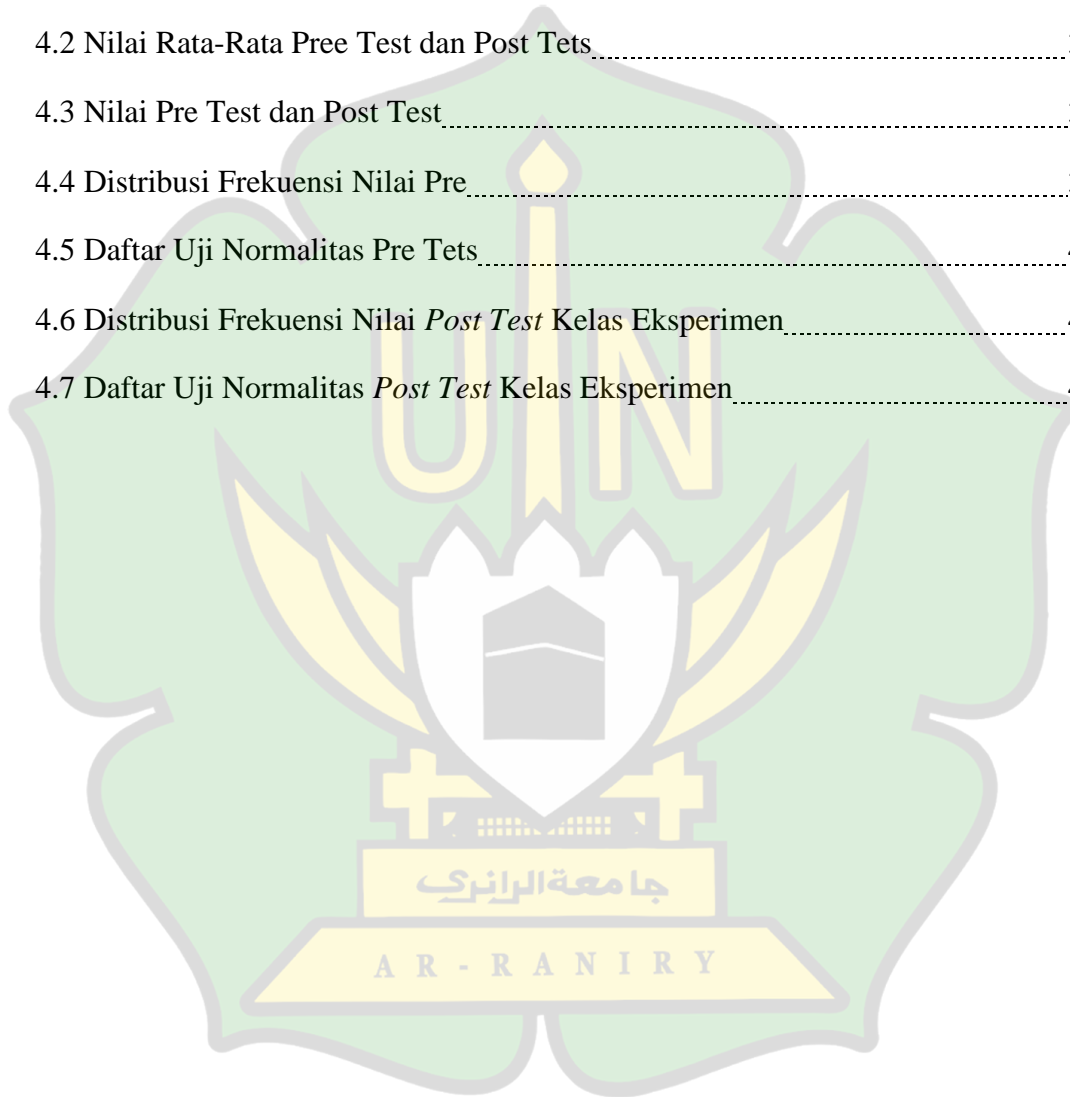 4.2 Nilai Rata-Rata Pree Test dan Post Tets
4.3 Nilai Pre Test dan Post Test
4.4 Distribusi Frekuensi Nilai Pre
4.5 Daftar Uji Normalitas Pre Tets
4.6 Distribusi Frekuensi Nilai Post Test Kelas Eksperimen
4.7 Daftar Uji Normalitas Post Test Kelas Eksperimen
UIN
جامعة الرانري
AR-RANIRY